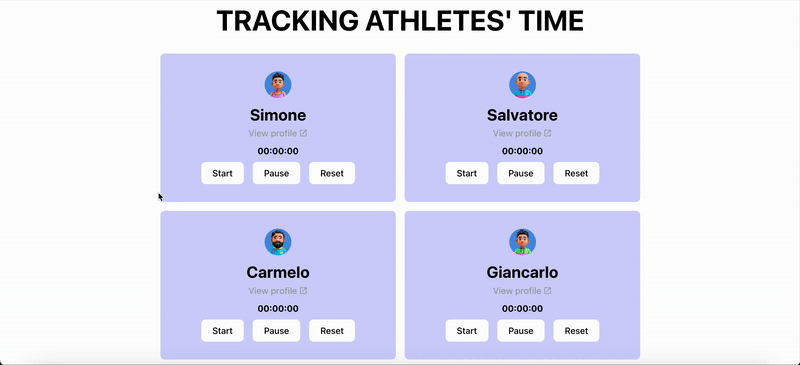 TRACKING ATHLETES' TIME
Simone
View profile
00:00:00
Start Pause Reset
Salvatore
View profile
00:00:00
Start Pause Reset
Carmelo
View profile
00:00:00
Start Pause Reset
Giancarlo
View profile
00:00:00
Start Pause Reset